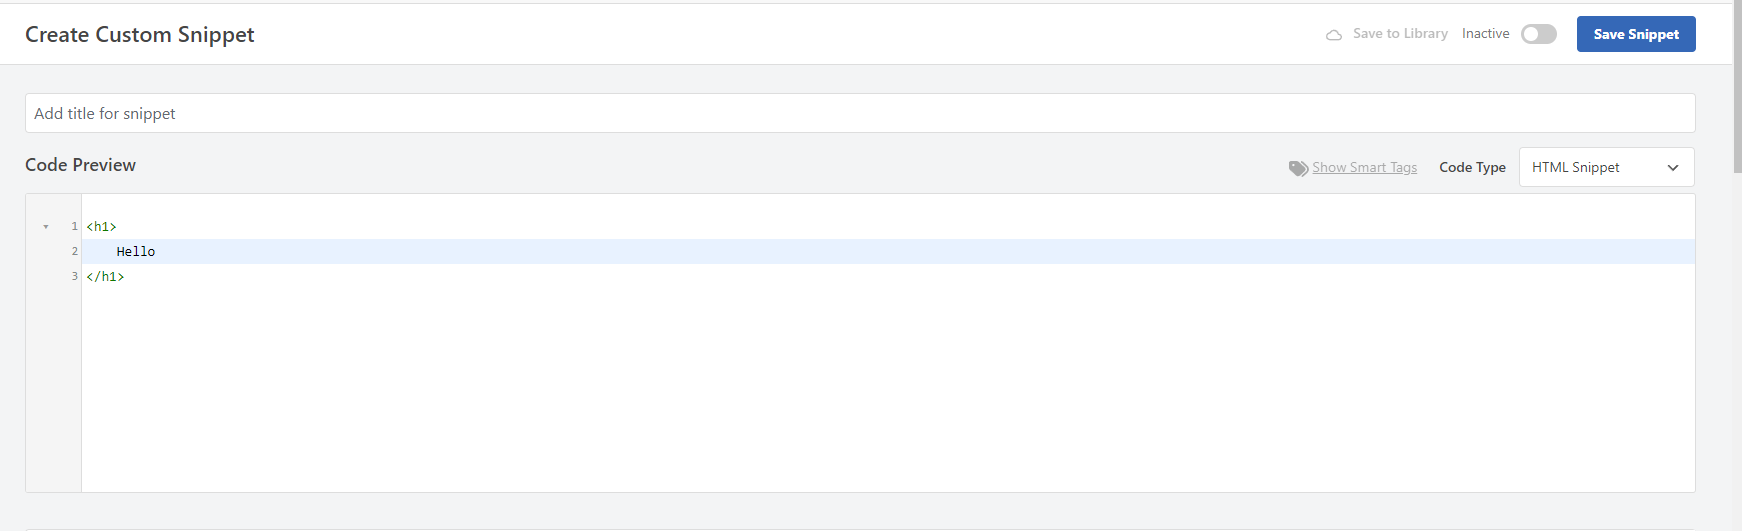 Create Custom Snippet
Save to Library Inactive Save Snippet
Add title for snippet
Code Preview
Show Smart Tags Code Type HTML Snippet
1 <h1>
2     Hello
3 </h1>